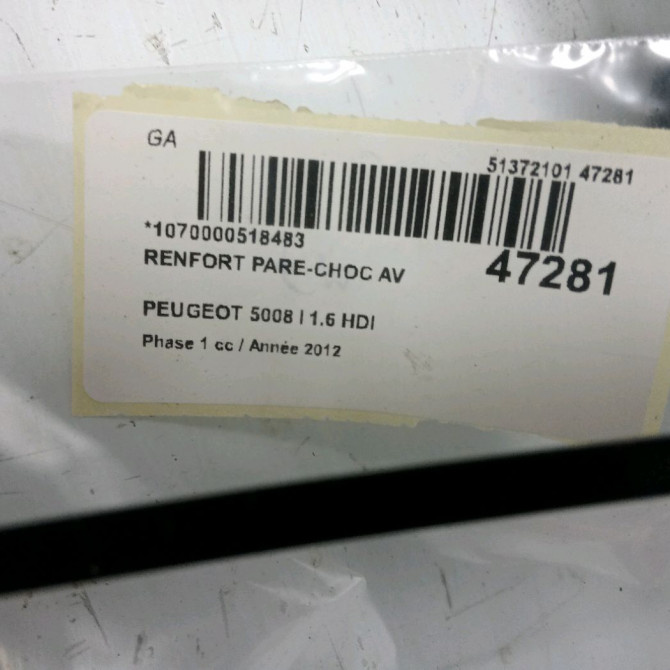 GA
51372101 47281
*1070000518483
47281
RENFORT PARE-CHOC AV
PEUGEOT 5008 I 1.6 HDI
Phase 1 cc / Année 2012